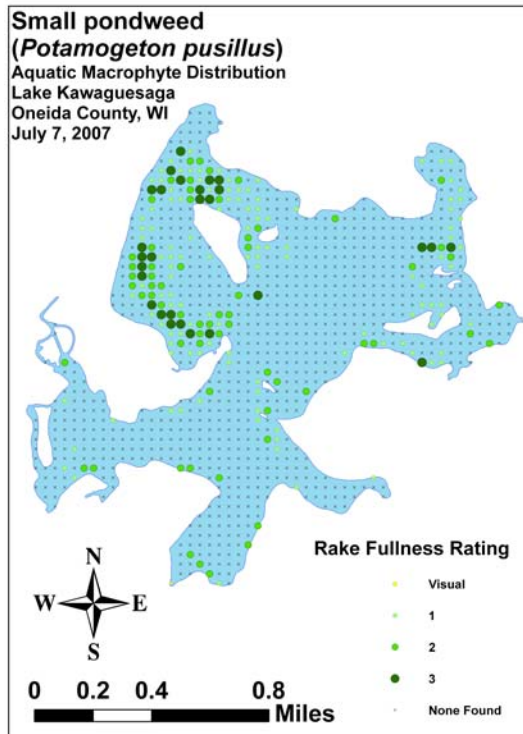 Small pondweed
(Potamogeton pusillus)
Aquatic Macrophyte Distribution
Lake Kawaguesaga
Oneida County, WI
July 7, 2007
Rake Fullness Rating
Visual
1
2
3
None Found
N
W E
S
0 0.2 0.4 0.8
Miles